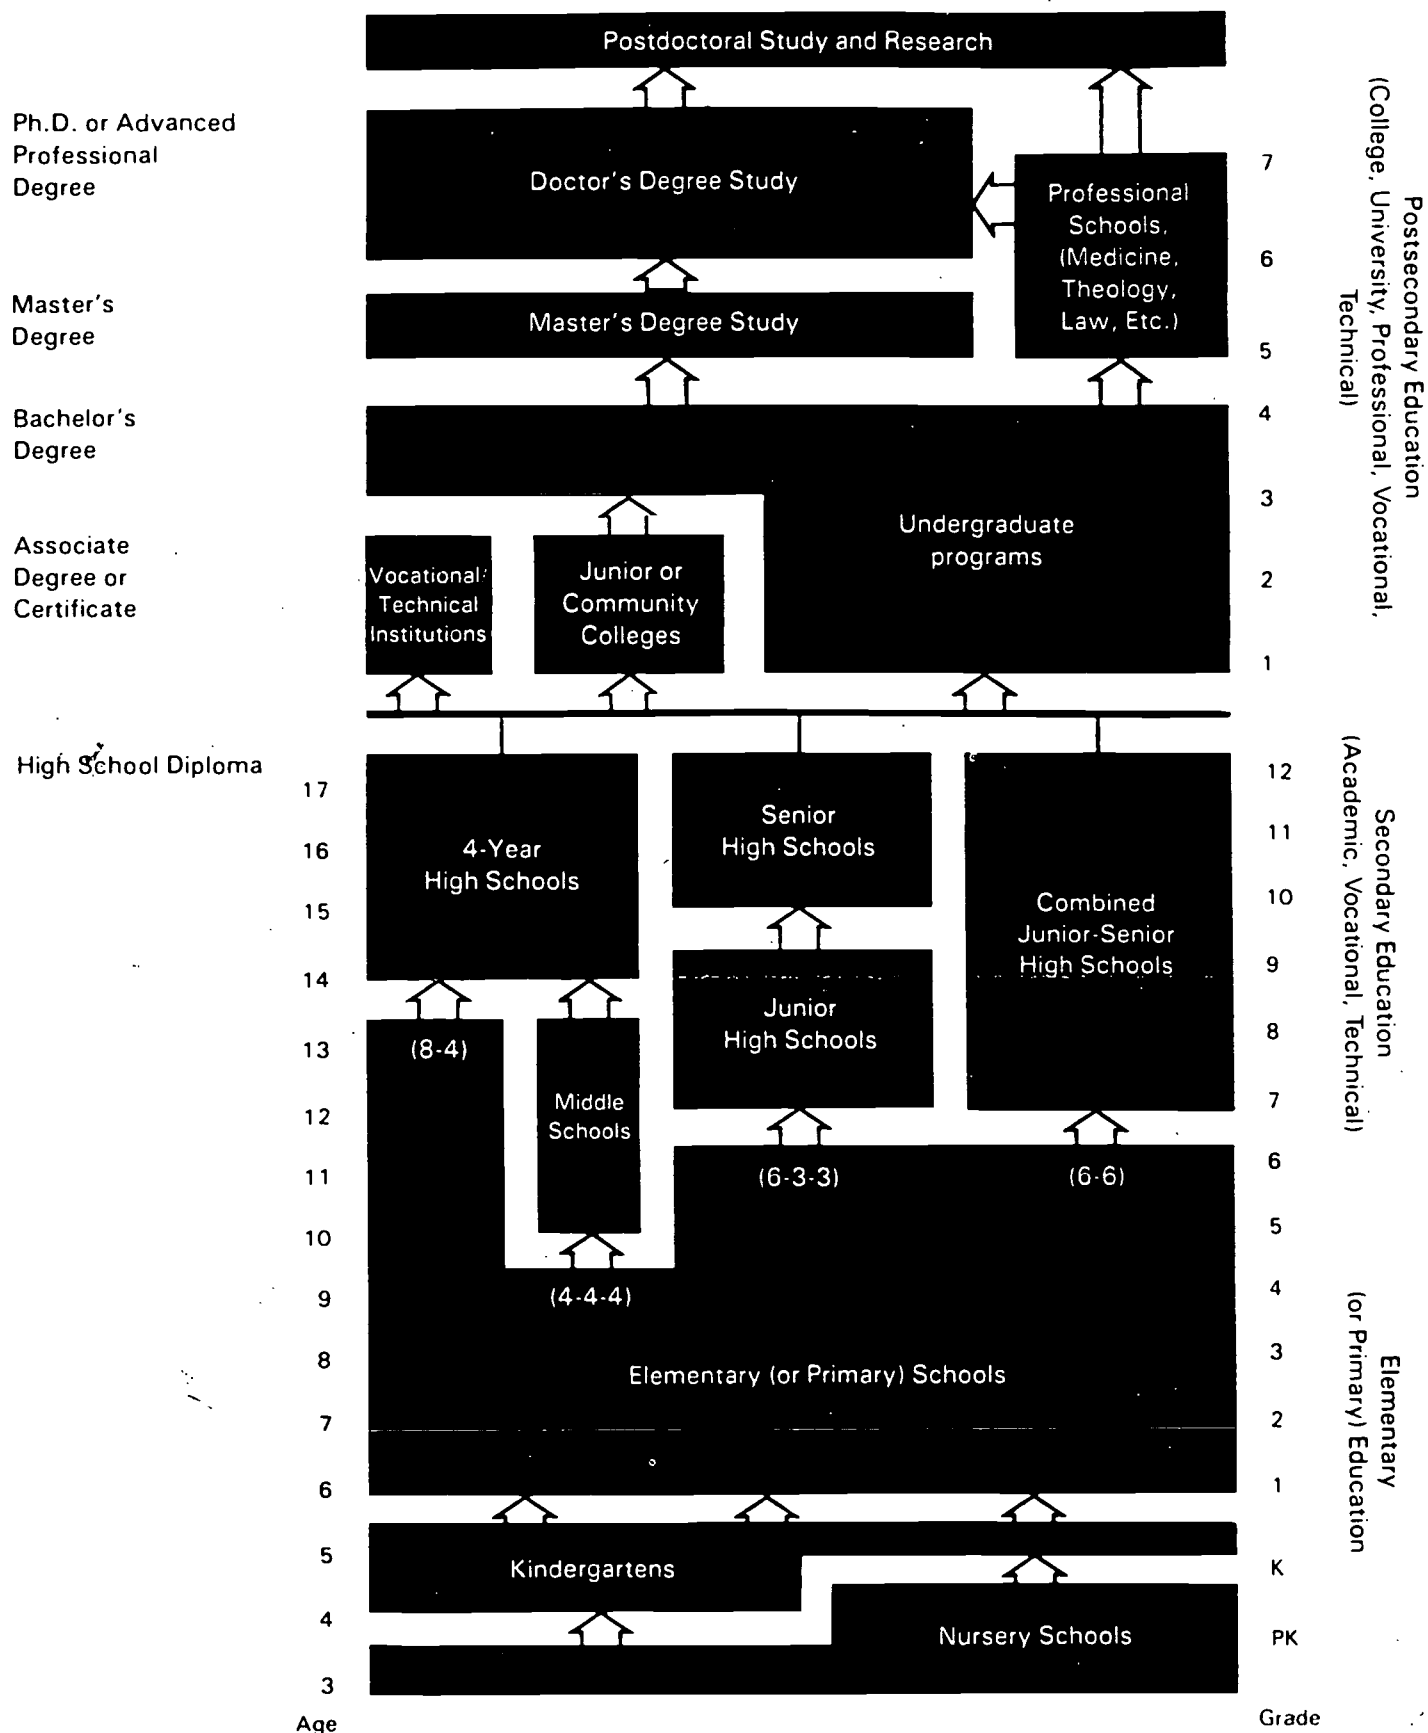 Postdoctoral Study and Research
Ph.D. or Advanced
Professional
Degree
Doctor's Degree Study
Professional
Schools,
(Medicine,
Theology,
Law, Etc.)
7
6
Master's
Degree
Master's Degree Study
5
Bachelor's
Degree
4
3
Undergraduate
programs
Associate
Degree or
Certificate
Vocational/
Technical
Institutions
Junior or
Community
Colleges
2
1
Postsecondary Education
(College, University, Professional, Vocational,
Technical)
High School Diploma
17
16
15
14
13
12
11
10
9
8
7
6
5
4
3
Age
4-Year
High Schools
Senior
High Schools
Combined
Junior-Senior
High Schools
Junior
High Schools
(8-4)
Middle
Schools
(6-3-3)
(6-6)
(4-4-4)
Elementary (or Primary) Schools
Kindergartens
Nursery Schools
12
11
10
9
8
7
6
5
4
3
2
1
K
PK
Grade
Secondary Education
(Academic, Vocational, Technical)
Elementary
(or Primary) Education